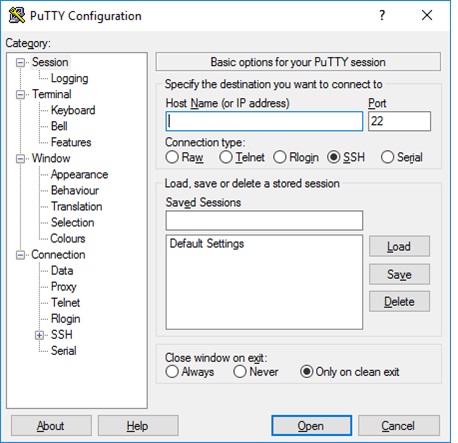 PuTTY Configuration
? ×
Category:
Session
Logging
Terminal
Keyboard
Bell
Features
Window
Appearance
Behaviour
Translation
Selection
Colours
Connection
Data
Proxy
Telnet
Rlogin
SSH
Serial
Basic options for your PuTTY session
Specify the destination you want to connect to
Host Name (or IP address) Port
22
Connection type:
Raw Telnet Rlogin SSH Serial
Load, save or delete a stored session
Saved Sessions
Default Settings
Load
Save
Delete
Close window on exit:
Always Never Only on clean exit
About Help Open Cancel